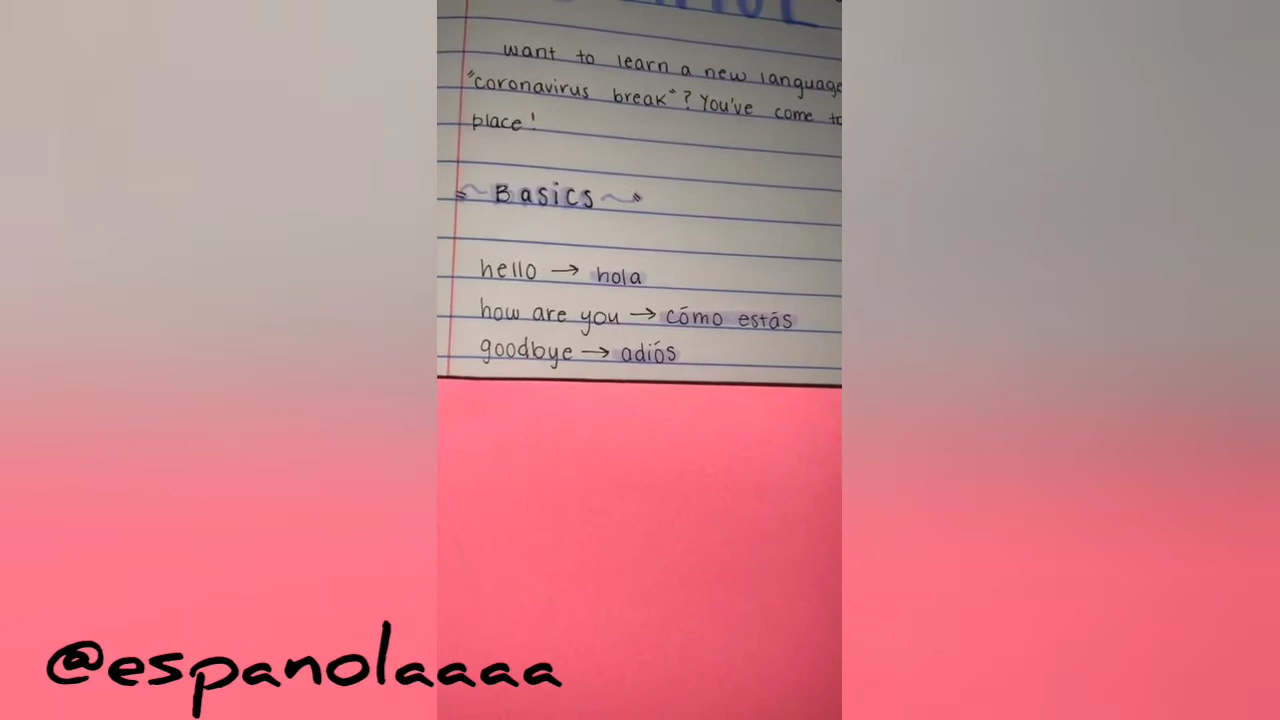 want to learn a new language
"coronavirus break"? You've come to
place!
~Basics~
hello → hola
how are you → cómo estás
goodbye → adiós
@espanolaaaa